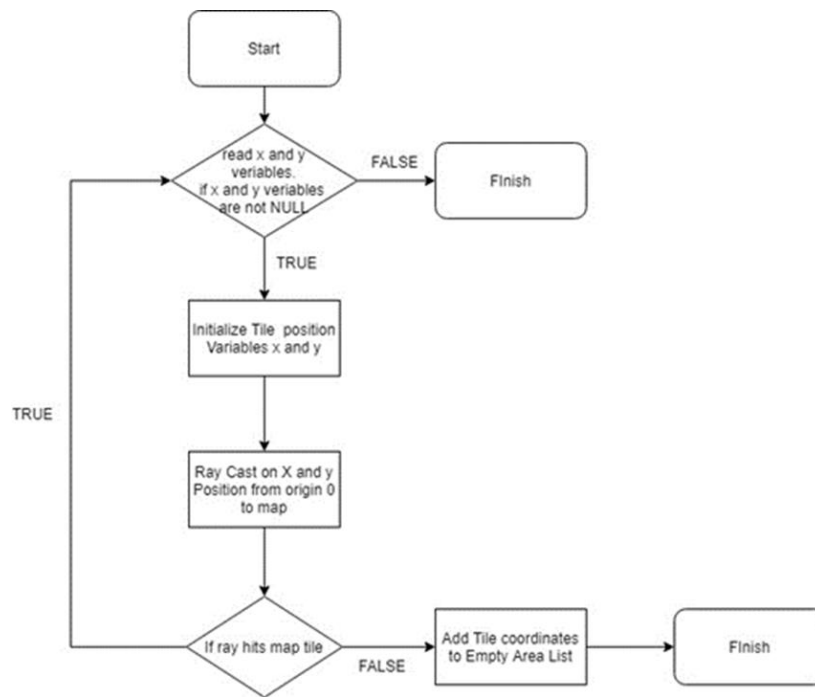 Start
read x and y
veriables.
if x and y veriables
are not NULL
FALSE
FInish
TRUE
Initialize Tile position
Variables x and y
TRUE
Ray Cast on X and y
Position from origin 0
to map
If ray hits map tile
FALSE
Add Tile coordinates
to Empty Area List
FInish